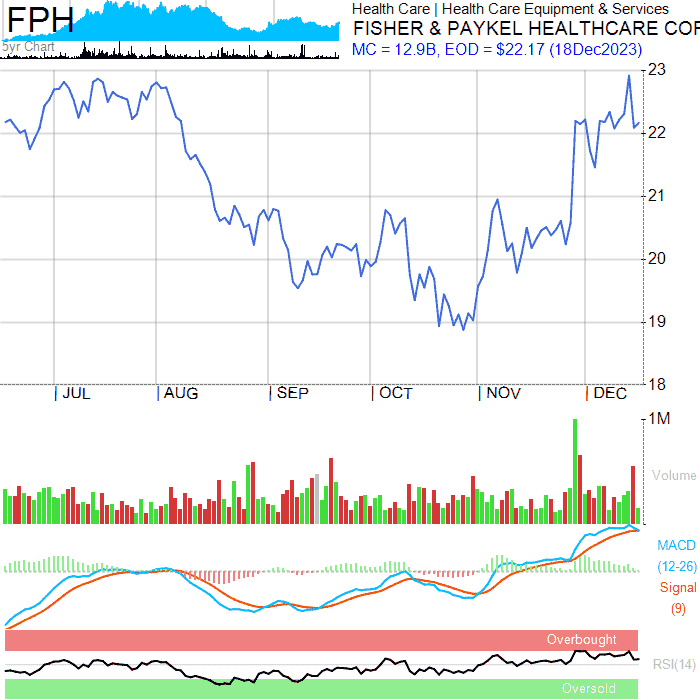 FPH
5yr Chart
Health Care | Health Care Equipment & Services
FISHER & PAYKEL HEALTHCARE COR
MC = 12.9B, EOD = $22.17 (18Dec2023)
23
22
21
20
19
18
| JUL | AUG | SEP | OCT | NOV | DEC
1M
Volume
MACD
(12-26)
Signal
(9)
Overbought
RSI(14)
Oversold